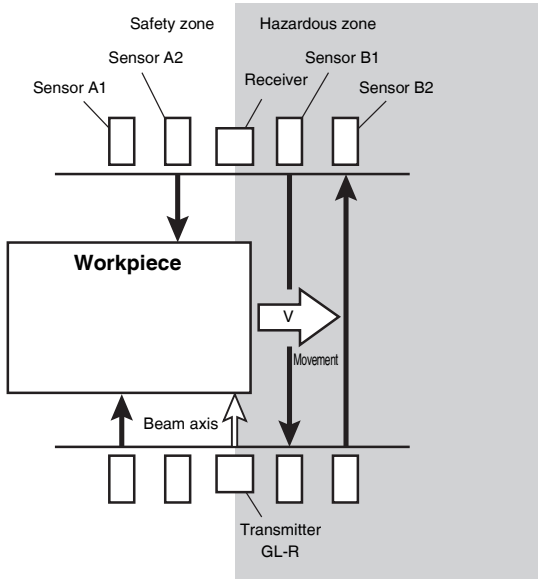 Safety zone
Hazardous zone
Sensor A2
Sensor B1
Sensor A1
Receiver
Sensor B2
Workpiece
V
Movement
Beam axis
Transmitter
GL-R